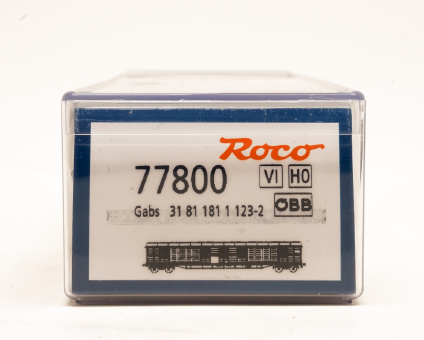 Roco
77800 VI H0
Gabs 31 81 181 1 123-2 ÖBB